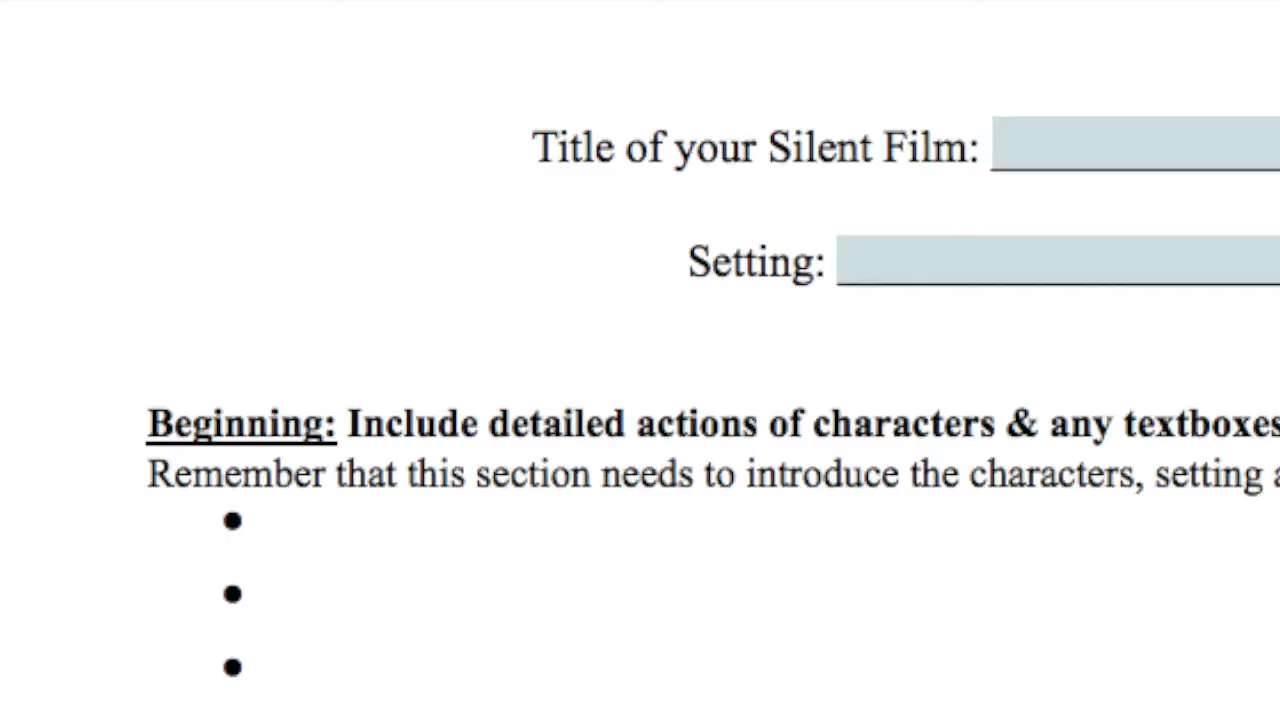 Title of your Silent Film:
Setting:
Beginning: Include detailed actions of characters & any textboxes
Remember that this section needs to introduce the characters, setting